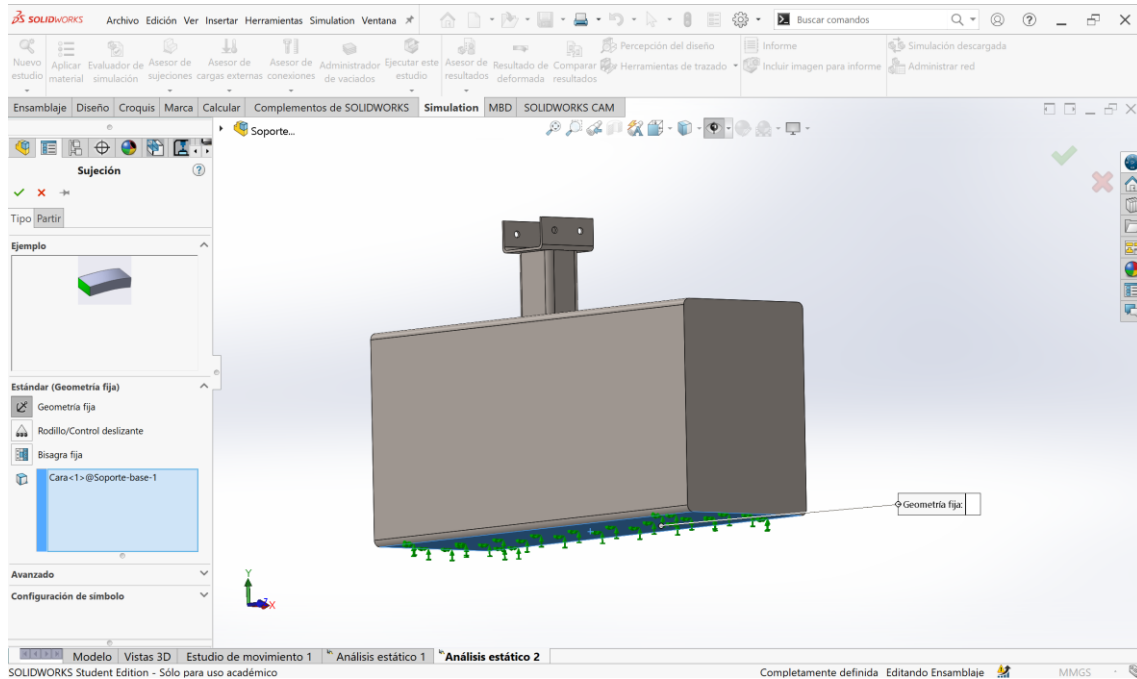 SOLIDWORKS Archivo Edición Ver Insertar Herramientas Simulation Ventana Buscar comandos
Nuevo estudio Aplicar material Evaluador de simulación Asesor de sujeciones Asesor de cargas externas Asesor de conexiones Administrador de vaciados Ejecutar este estudio Asesor de resultados Resultado de deformada Comparar resultados Percepción del diseño Informe Simulación descargada
Herramientas de trazado Incluir imagen para informe Administrar red
Ensamblaje Diseño Croquis Marca Calcular Complementos de SOLIDWORKS Simulation MBD SOLIDWORKS CAM
Soporte...
Sujeción
Tipo Partir
Ejemplo
Estándar (Geometría fija)
Geometría fija
Rodillo/Control deslizante
Bisagra fija
Cara<1>@Soporte-base-1
Geometría fija:
Avanzado
Configuración de símbolo
Y
Z
X
Modelo Vistas 3D Estudio de movimiento 1 Análisis estático 1 Análisis estático 2
SOLIDWORKS Student Edition - Sólo para uso académico Completamente definida Editando Ensamblaje MMGS